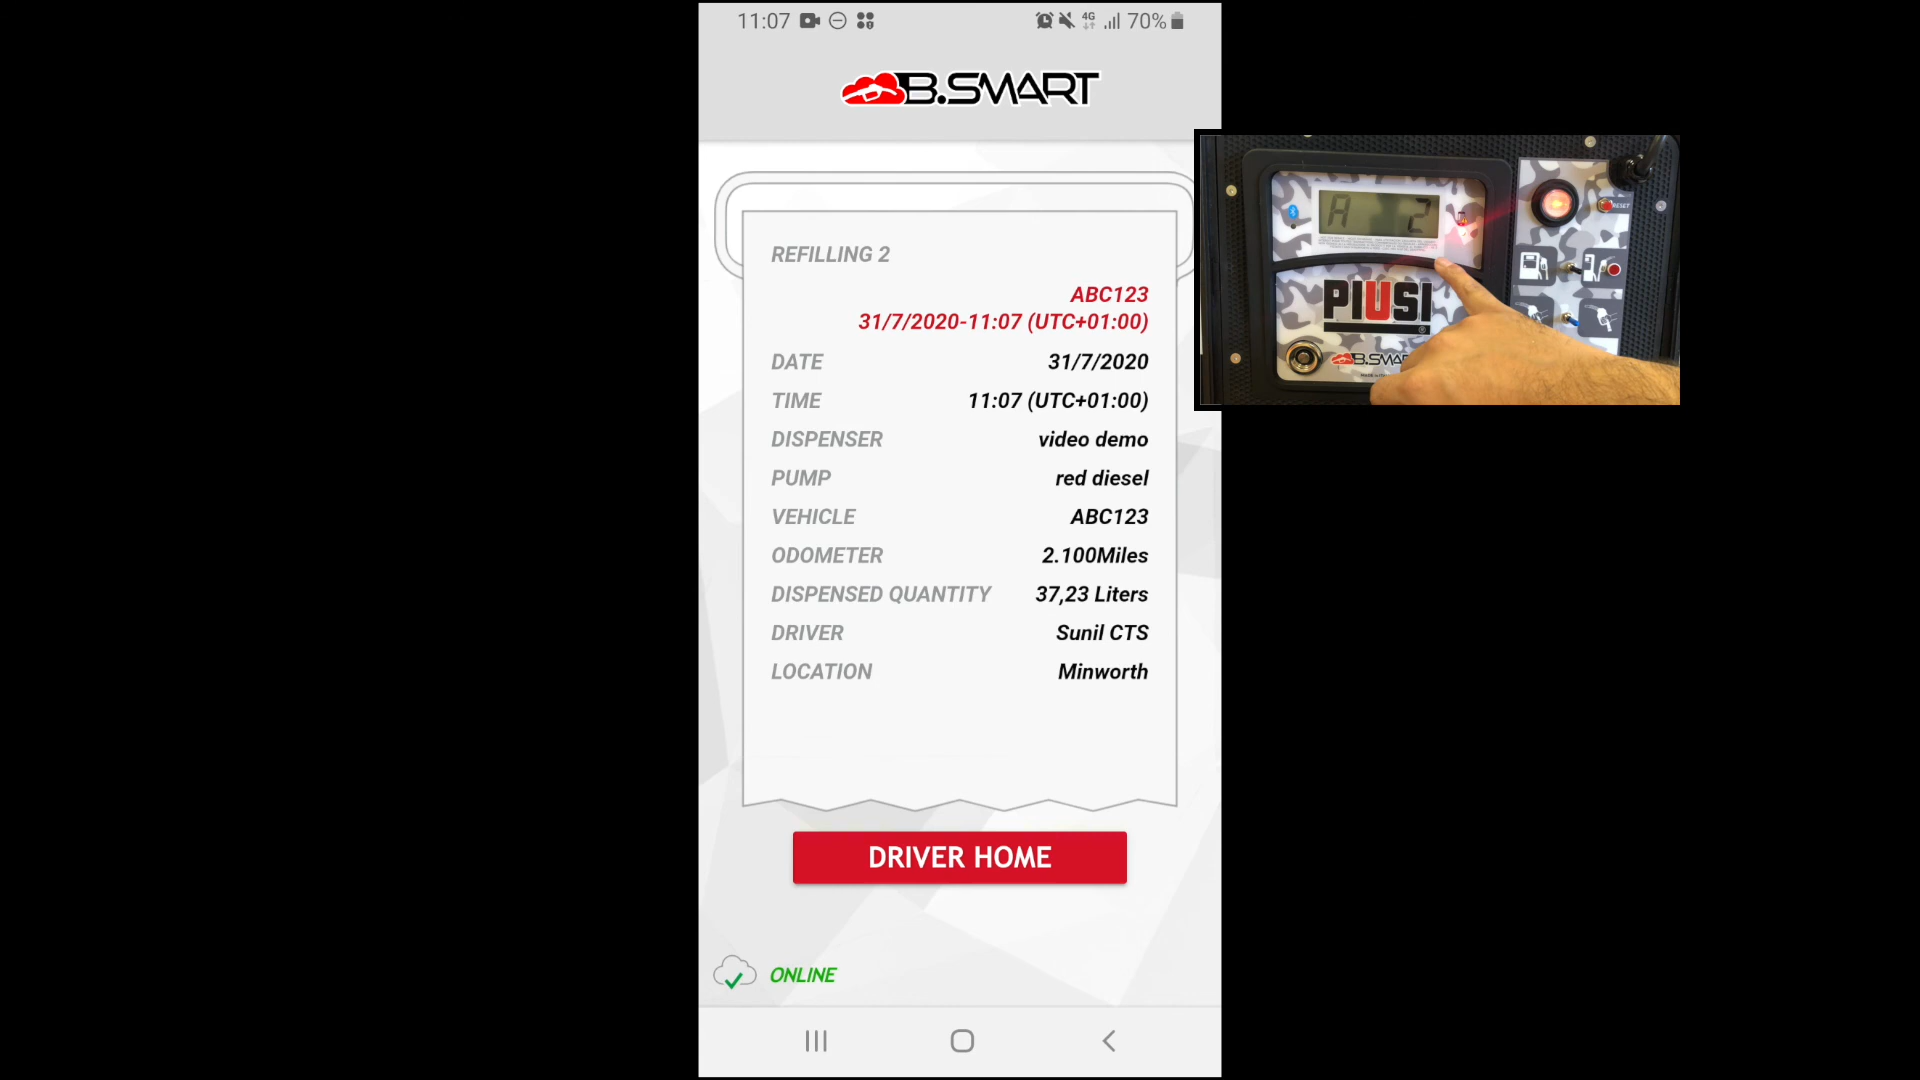 11:07
4G
70%
B.SMART
REFILLING 2
ABC123
31/7/2020-11:07 (UTC+01:00)
DATE 31/7/2020
TIME 11:07 (UTC+01:00)
DISPENSER video demo
PUMP red diesel
VEHICLE ABC123
ODOMETER 2.100Miles
DISPENSED QUANTITY 37,23 Liters
DRIVER Sunil CTS
LOCATION Minworth
DRIVER HOME
ONLINE
A 2
RESET
PIUSI
B.SMA